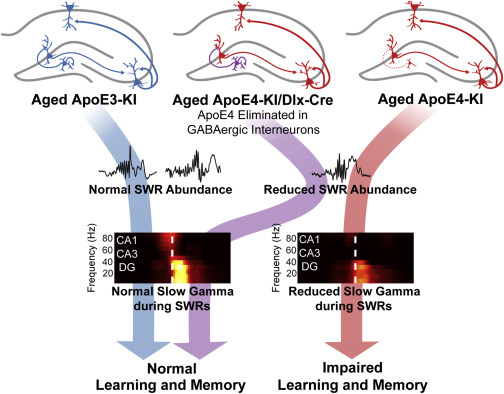 Aged ApoE3-KI
Aged ApoE4-KI/Dlx-Cre
ApoE4 Eliminated in
GABAergic Interneurons
Aged ApoE4-KI
Normal SWR Abundance
Reduced SWR Abundance
Frequency (Hz)
80
60
40
20
CA1
CA3
DG
Normal Slow Gamma
during SWRs
Frequency (Hz)
80
60
40
20
CA1
CA3
DG
Reduced Slow Gamma
during SWRs
Normal
Learning and Memory
Impaired
Learning and Memory